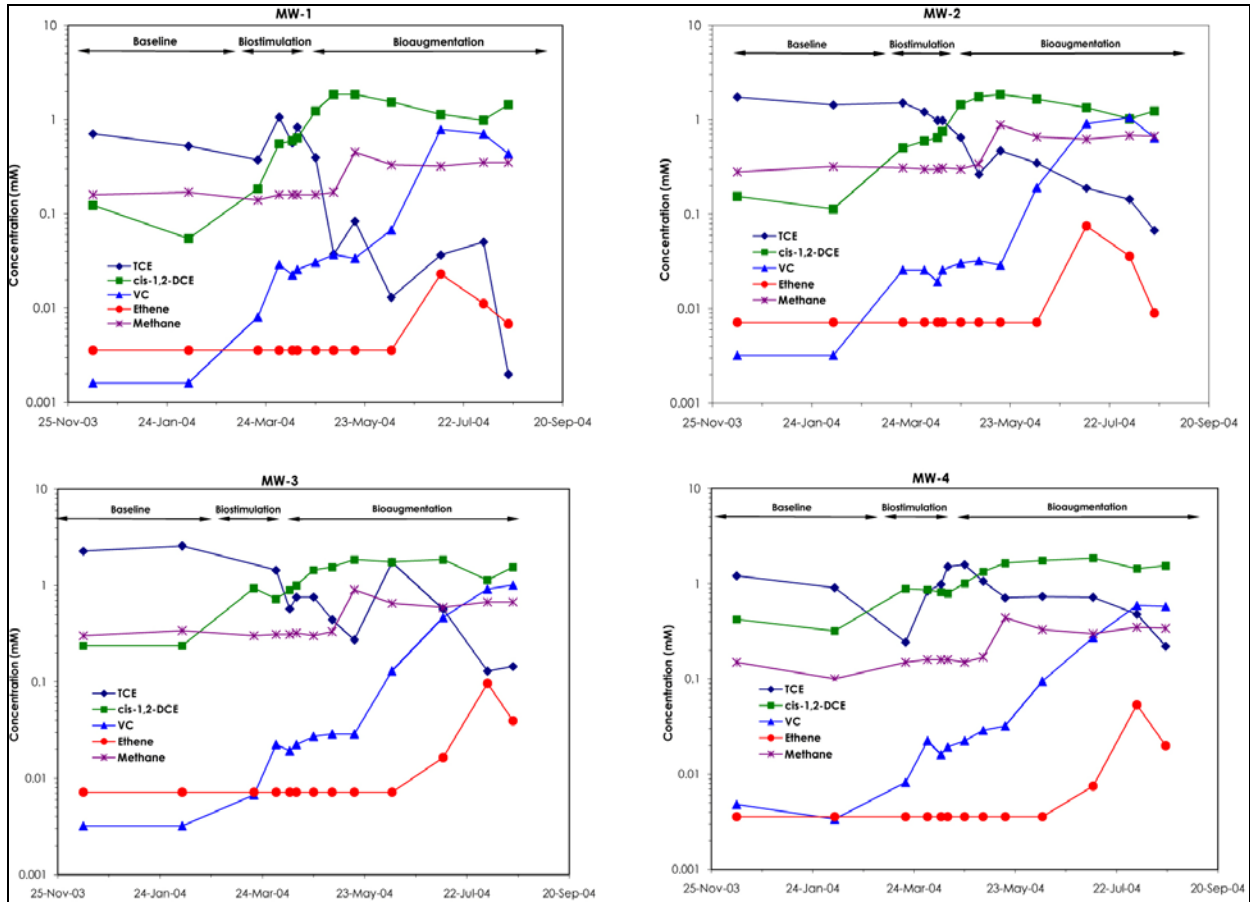 MW-1
Baseline Biostimulation Bioaugmentation
Concentration (mM)
10
1
0.1
0.01
0.001
TCE
cis-1,2-DCE
VC
Ethene
Methane
25-Nov-03 24-Jan-04 24-Mar-04 23-May-04 22-Jul-04 20-Sep-04
MW-2
Baseline Biostimulation Bioaugmentation
Concentration (mM)
10
1
0.1
0.01
0.001
TCE
cis-1,2-DCE
VC
Ethene
Methane
25-Nov-03 24-Jan-04 24-Mar-04 23-May-04 22-Jul-04 20-Sep-04
MW-3
Baseline Biostimulation Bioaugmentation
Concentration (mM)
10
1
0.1
0.01
0.001
TCE
cis-1,2-DCE
VC
Ethene
Methane
25-Nov-03 24-Jan-04 24-Mar-04 23-May-04 22-Jul-04 20-Sep-04
MW-4
Baseline Biostimulation Bioaugmentation
Concentration (mM)
10
1
0.1
0.01
0.001
TCE
cis-1,2-DCE
VC
Ethene
Methane
25-Nov-03 24-Jan-04 24-Mar-04 23-May-04 22-Jul-04 20-Sep-04